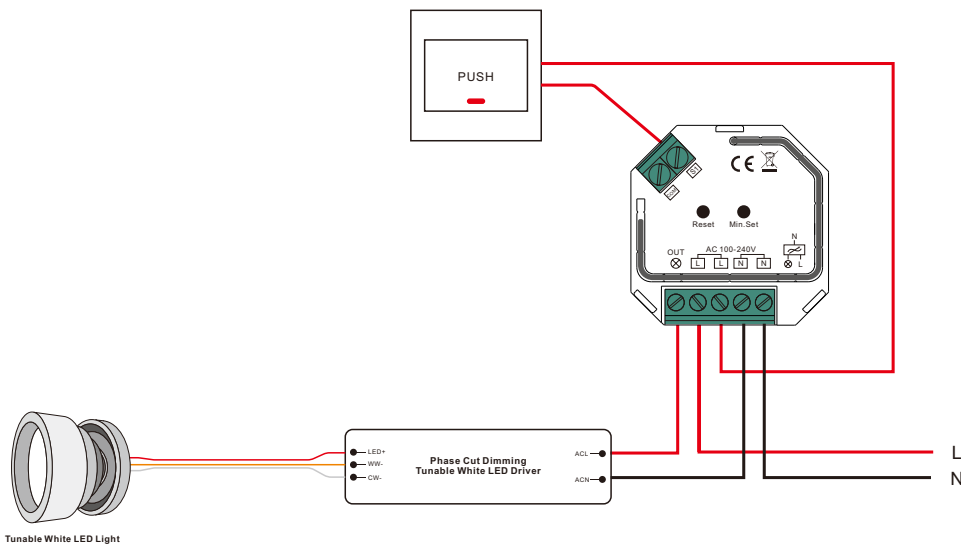 PUSH
S1
CE
Reset
Min.Set
OUT
AC 100-240V
L
L
N
N
N
L
LED+
WW-
CW-
Phase Cut Dimming
Tunable White LED Driver
ACL
ACN
L
N
Tunable White LED Light